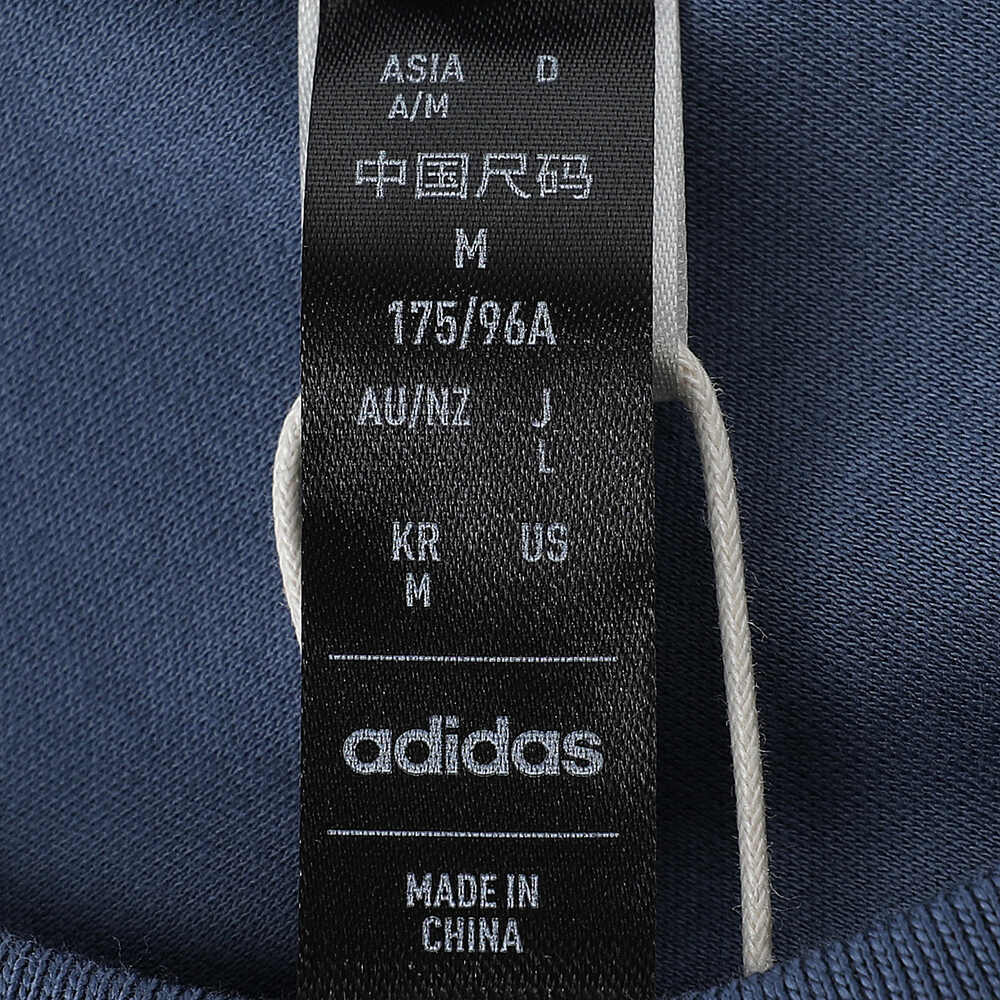 ASIA D
A/M
中国尺码
M
175/96A
AU/NZ J
L
KR US
M
adidas
MADE IN
CHINA